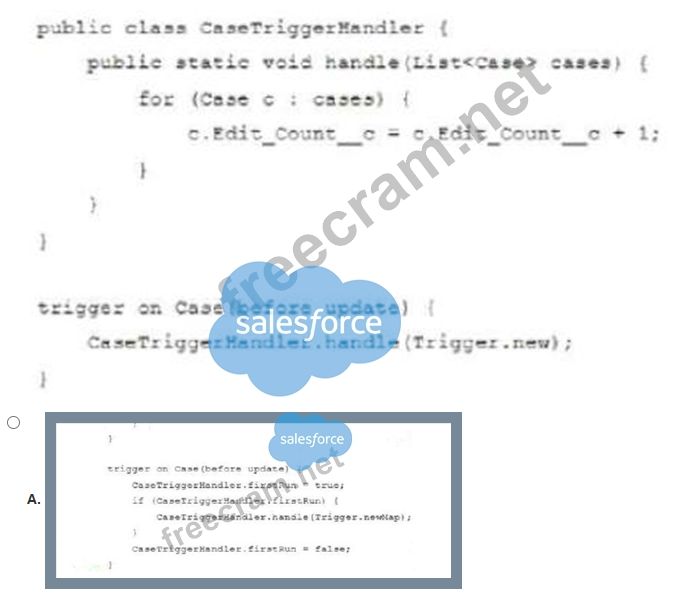 public class CaseTriggerHandler {
public static void handle(List<Case> cases) {
for (Case c : cases) {
c.Edit_Count__c = c.Edit_Count__c + 1;
}
}
}
freecram.net
trigger on Case(before update) {
salesforce
CaseTriggerHandler.handle(Trigger.new);
}
A.
salesforce
}
trigger on Case(before update)
CaseTriggerHandler.firstRun = true;
if (CaseTriggerHandler.firstRun) {
CaseTriggerHandler.handle(Trigger.newMap);
}
freecram.net
CaseTriggerHandler.firstRun = false;
}